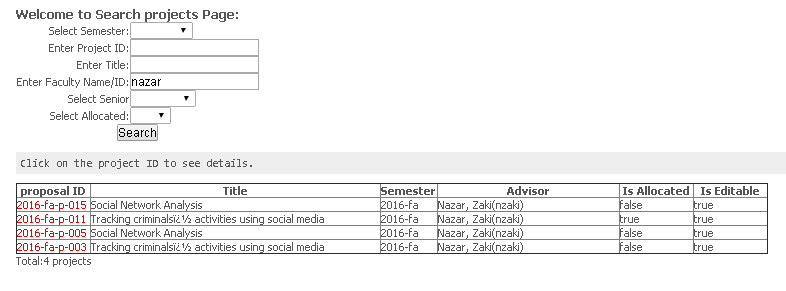 Welcome to Search projects Page:
Select Semester:
Enter Project ID:
Enter Title:
Enter Faculty Name/ID: nazar
Select Senior
Select Allocated:
Search
Click on the project ID to see details.
proposal ID Title Semester Advisor Is Allocated Is Editable
2016-fa-p-015 Social Network Analysis 2016-fa Nazar, Zaki(nzaki) false true
2016-fa-p-011 Tracking criminalsï¿½ activities using social media 2016-fa Nazar, Zaki(nzaki) true true
2016-fa-p-005 Social Network Analysis 2016-fa Nazar, Zaki(nzaki) false true
2016-fa-p-003 Tracking criminalsï¿½ activities using social media 2016-fa Nazar, Zaki(nzaki) false true
Total:4 projects